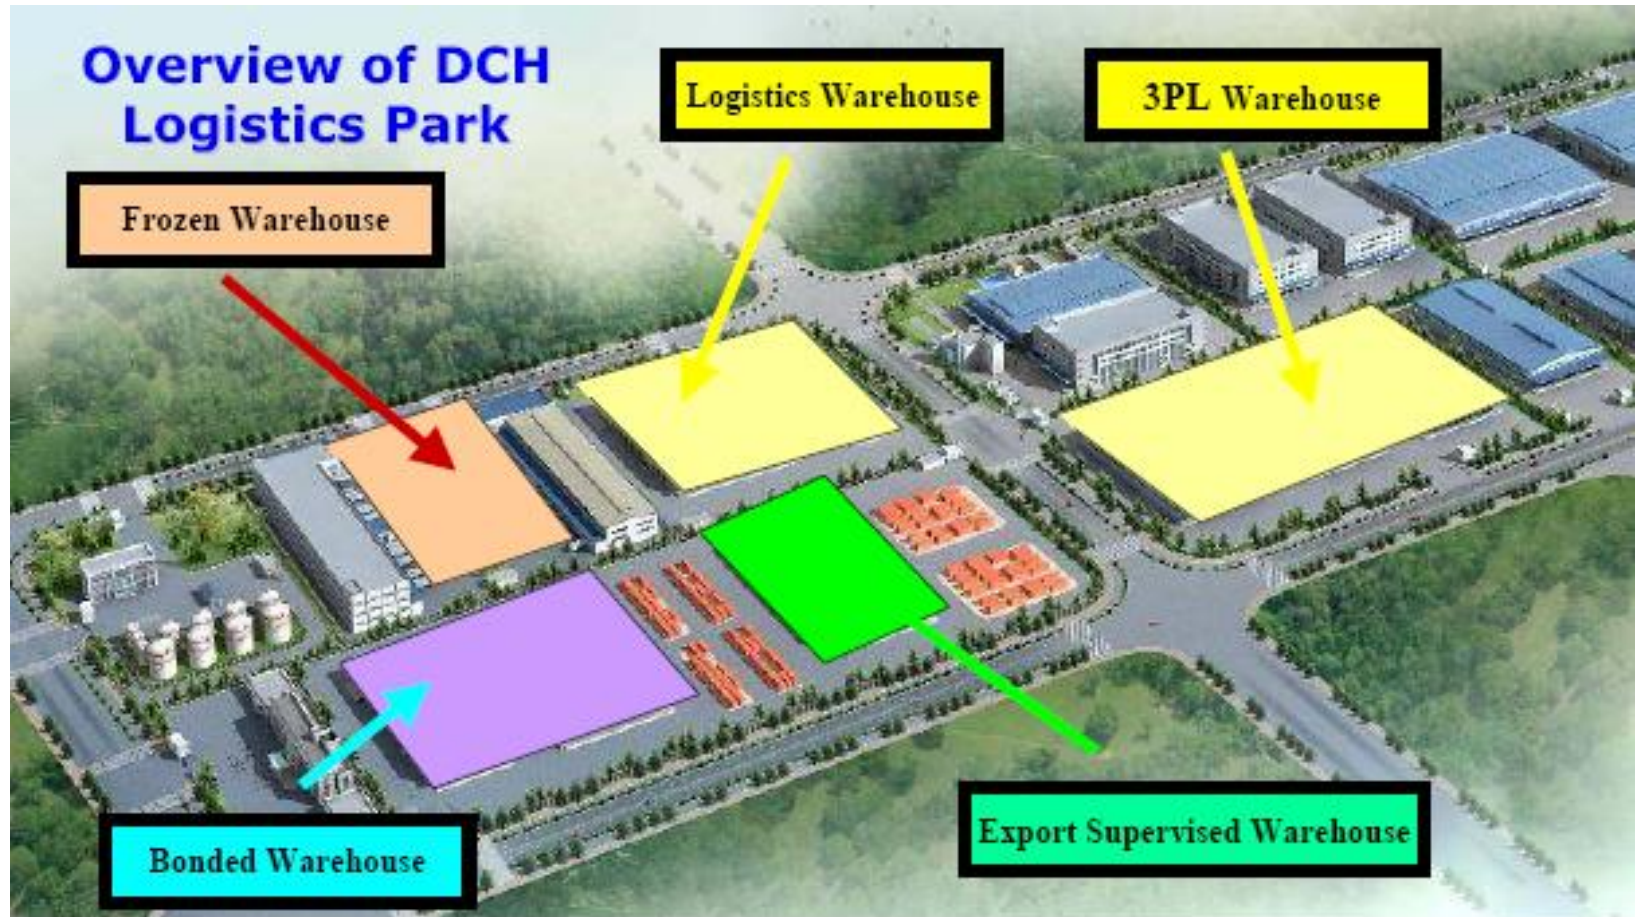 Overview of DCH
Logistics Park
Logistics Warehouse
3PL Warehouse
Frozen Warehouse
Export Supervised Warehouse
Bonded Warehouse